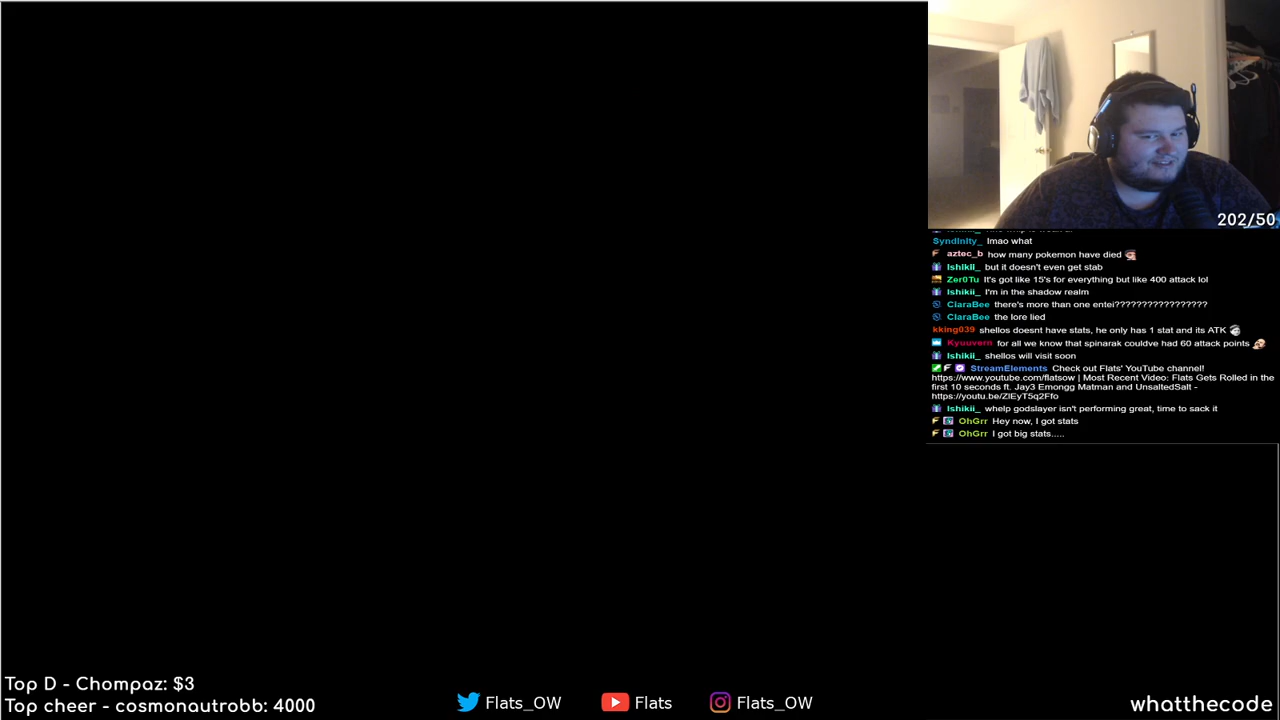 202/50
Syndinity_ lmao what
aztec_b how many pokemon have died
Ishikii_ but it doesn't even get stab
Zer0Tu It's got like 15's for everything but like 400 attack lol
Ishikii_ I'm in the shadow realm
ClaraBee there's more than one entei????????????????
ClaraBee the lore lied
kking039 shellos doesnt have stats, he only has 1 stat and its ATK
Kyuuvern for all we know that spinarak couldve had 60 attack points
Ishikii_ shellos will visit soon
StreamElements Check out Flats' YouTube channel!
https://www.youtube.com/flatsow | Most Recent Video: Flats Gets Rolled in the
first 10 seconds ft. Jay3 Emongg Matman and UnsaltedSalt -
https://youtu.be/ZlEyT5q2Ffo
Ishikii_ whelp godslayer isn't performing great, time to sack it
OhGrr Hey now, I got stats
OhGrr I got big stats.....
Top D - Chompaz: $3
Top cheer - cosmonautrobb: 4000
Flats_OW
Flats
Flats_OW
whatthecode